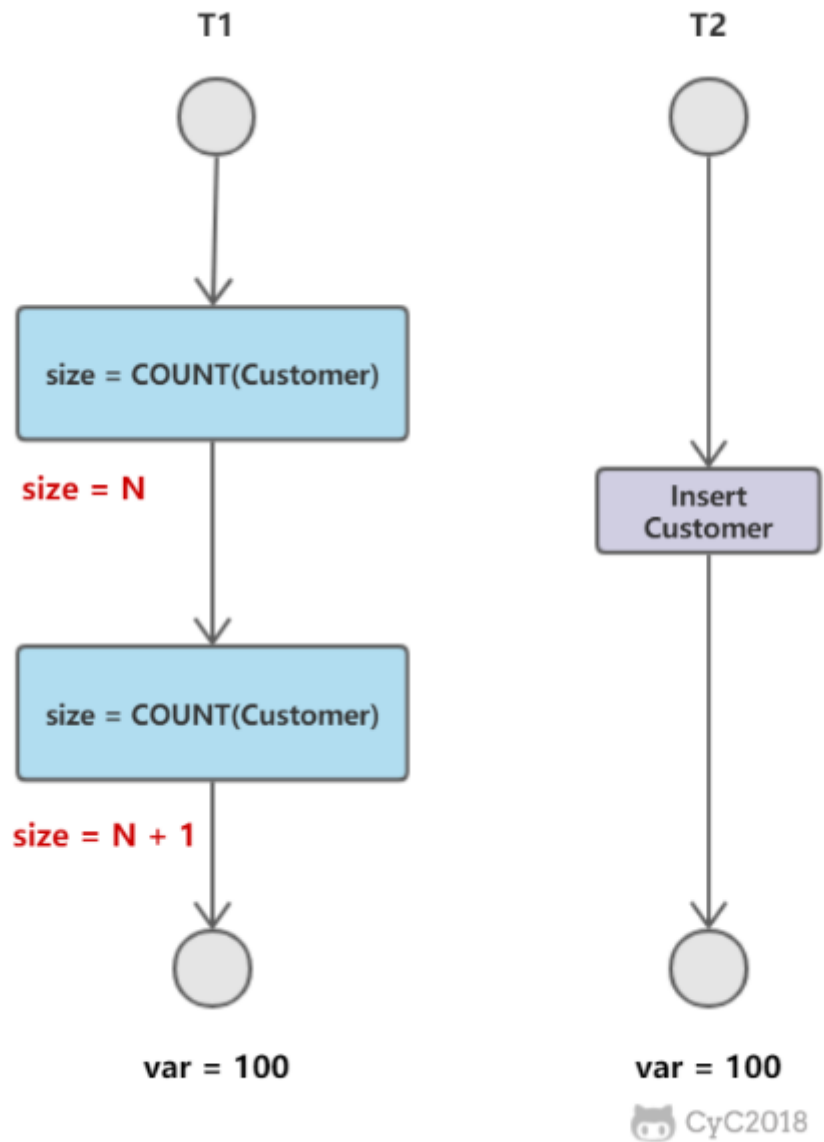 T1
T2
size = COUNT(Customer)
size = N
Insert
Customer
size = COUNT(Customer)
size = N + 1
var = 100
var = 100
CyC2018